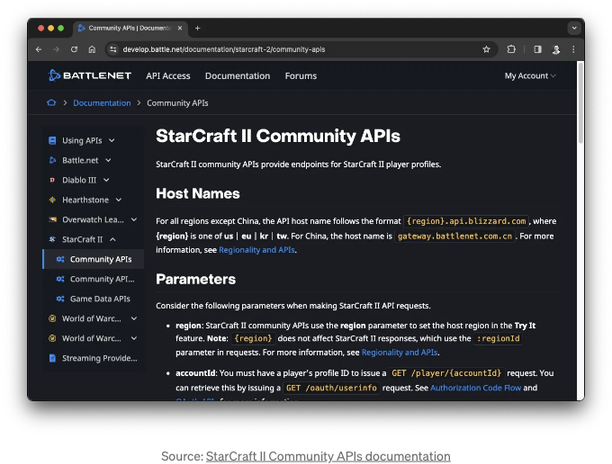 Community APIs | Documenta
develop.battle.net/documentation/starcraft-2/community-apis
BATTLENET API Access Documentation Forums My Account
Documentation > Community APIs
Using APIs
Battle.net
Diablo III
Hearthstone
Overwatch Lea...
StarCraft II
Community APIs
Community API...
Game Data APIs
World of Warc...
World of Warc...
Streaming Provide...
StarCraft II Community APIs
StarCraft II community APIs provide endpoints for StarCraft II player profiles.
Host Names
For all regions except China, the API host name follows the format {region}.api.blizzard.com, where
{region} is one of us | eu | kr | tw. For China, the host name is gateway.battlenet.com.cn. For more
information, see Regionality and APIs.
Parameters
Consider the following parameters when making StarCraft II API requests.
• region: StarCraft II community APIs use the region parameter to set the host region in the Try It
feature. Note: {region} does not affect StarCraft II responses, which use the :regionId
parameter in requests. For more information, see Regionality and APIs.
• accountId: You must have a player's profile ID to issue a GET /player/{accountId} request. You
can retrieve this by issuing a GET /oauth/userinfo request. See Authorization Code Flow and
Source: StarCraft II Community APIs documentation